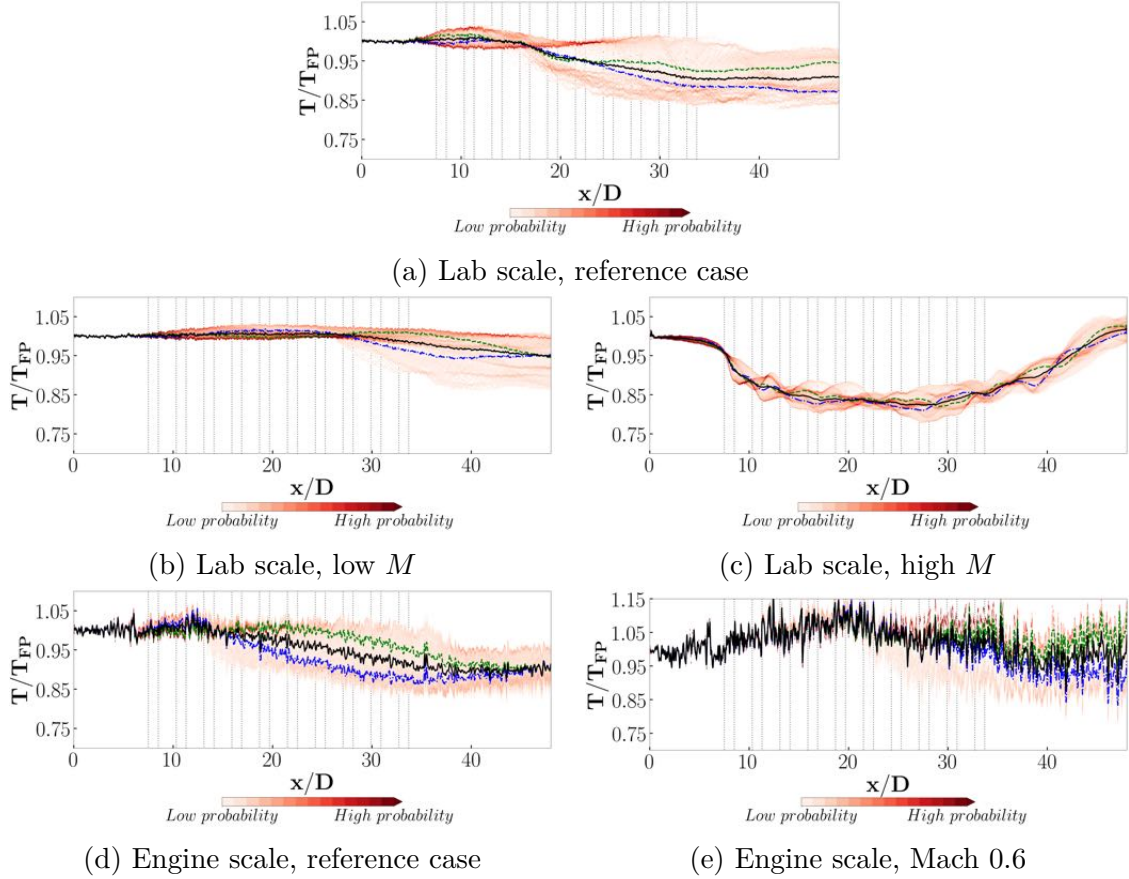 1.05
0.95
0.85
0.75
T/T_FP
0 10 20 30 40
x/D
Low probability High probability
(a) Lab scale, reference case
1.05
0.95
0.85
0.75
T/T_FP
0 10 20 30 40
x/D
Low probability High probability
(b) Lab scale, low M
1.05
0.95
0.85
0.75
T/T_FP
0 10 20 30 40
x/D
Low probability High probability
(c) Lab scale, high M
1.05
0.95
0.85
0.75
T/T_FP
0 10 20 30 40
x/D
Low probability High probability
(d) Engine scale, reference case
1.15
1.05
0.95
0.85
0.75
T/T_FP
0 10 20 30 40
x/D
Low probability High probability
(e) Engine scale, Mach 0.6